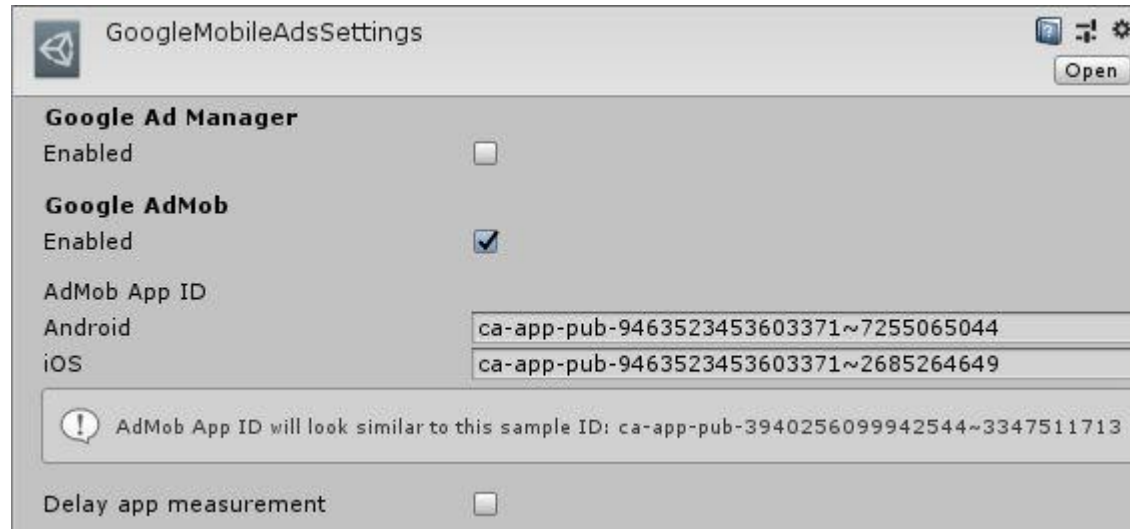 GoogleMobileAdsSettings
Open
Google Ad Manager
Enabled
Google AdMob
Enabled
AdMob App ID
Android ca-app-pub-9463523453603371~7255065044
iOS ca-app-pub-9463523453603371~2685264649
AdMob App ID will look similar to this sample ID: ca-app-pub-3940256099942544~3347511713
Delay app measurement